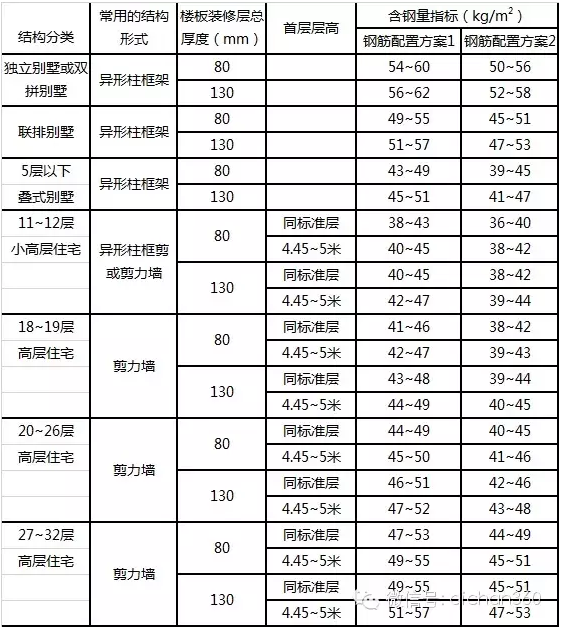 结构分类 常用的结构形式 楼板装修层总厚度（mm） 首层层高 含钢量指标（kg/m²）
钢筋配置方案1 钢筋配置方案2
独立别墅或双拼别墅 异形柱框架 80 54~60 50~56
130 56~62 52~58
联排别墅 异形柱框架 80 49~55 45~51
130 51~57 47~53
5层以下叠式别墅 异形柱框架 80 43~49 39~45
130 45~51 41~47
11~12层 异形柱框剪或剪力墙 80 同标准层 38~43 36~40
小高层住宅 4.45~5米 40~45 38~42
130 同标准层 40~45 38~42
4.45~5米 42~47 39~44
18~19层 剪力墙 80 同标准层 41~46 38~42
高层住宅 4.45~5米 42~47 39~43
130 同标准层 43~48 39~44
4.45~5米 44~49 40~45
20~26层 剪力墙 80 同标准层 44~49 40~45
高层住宅 4.45~5米 45~50 41~46
130 同标准层 46~51 42~46
4.45~5米 47~52 43~48
27~32层 剪力墙 80 同标准层 47~53 44~49
高层住宅 4.45~5米 49~55 45~51
130 同标准层 49~55 45~51
4.45~5米 51~57 47~53
微信号: